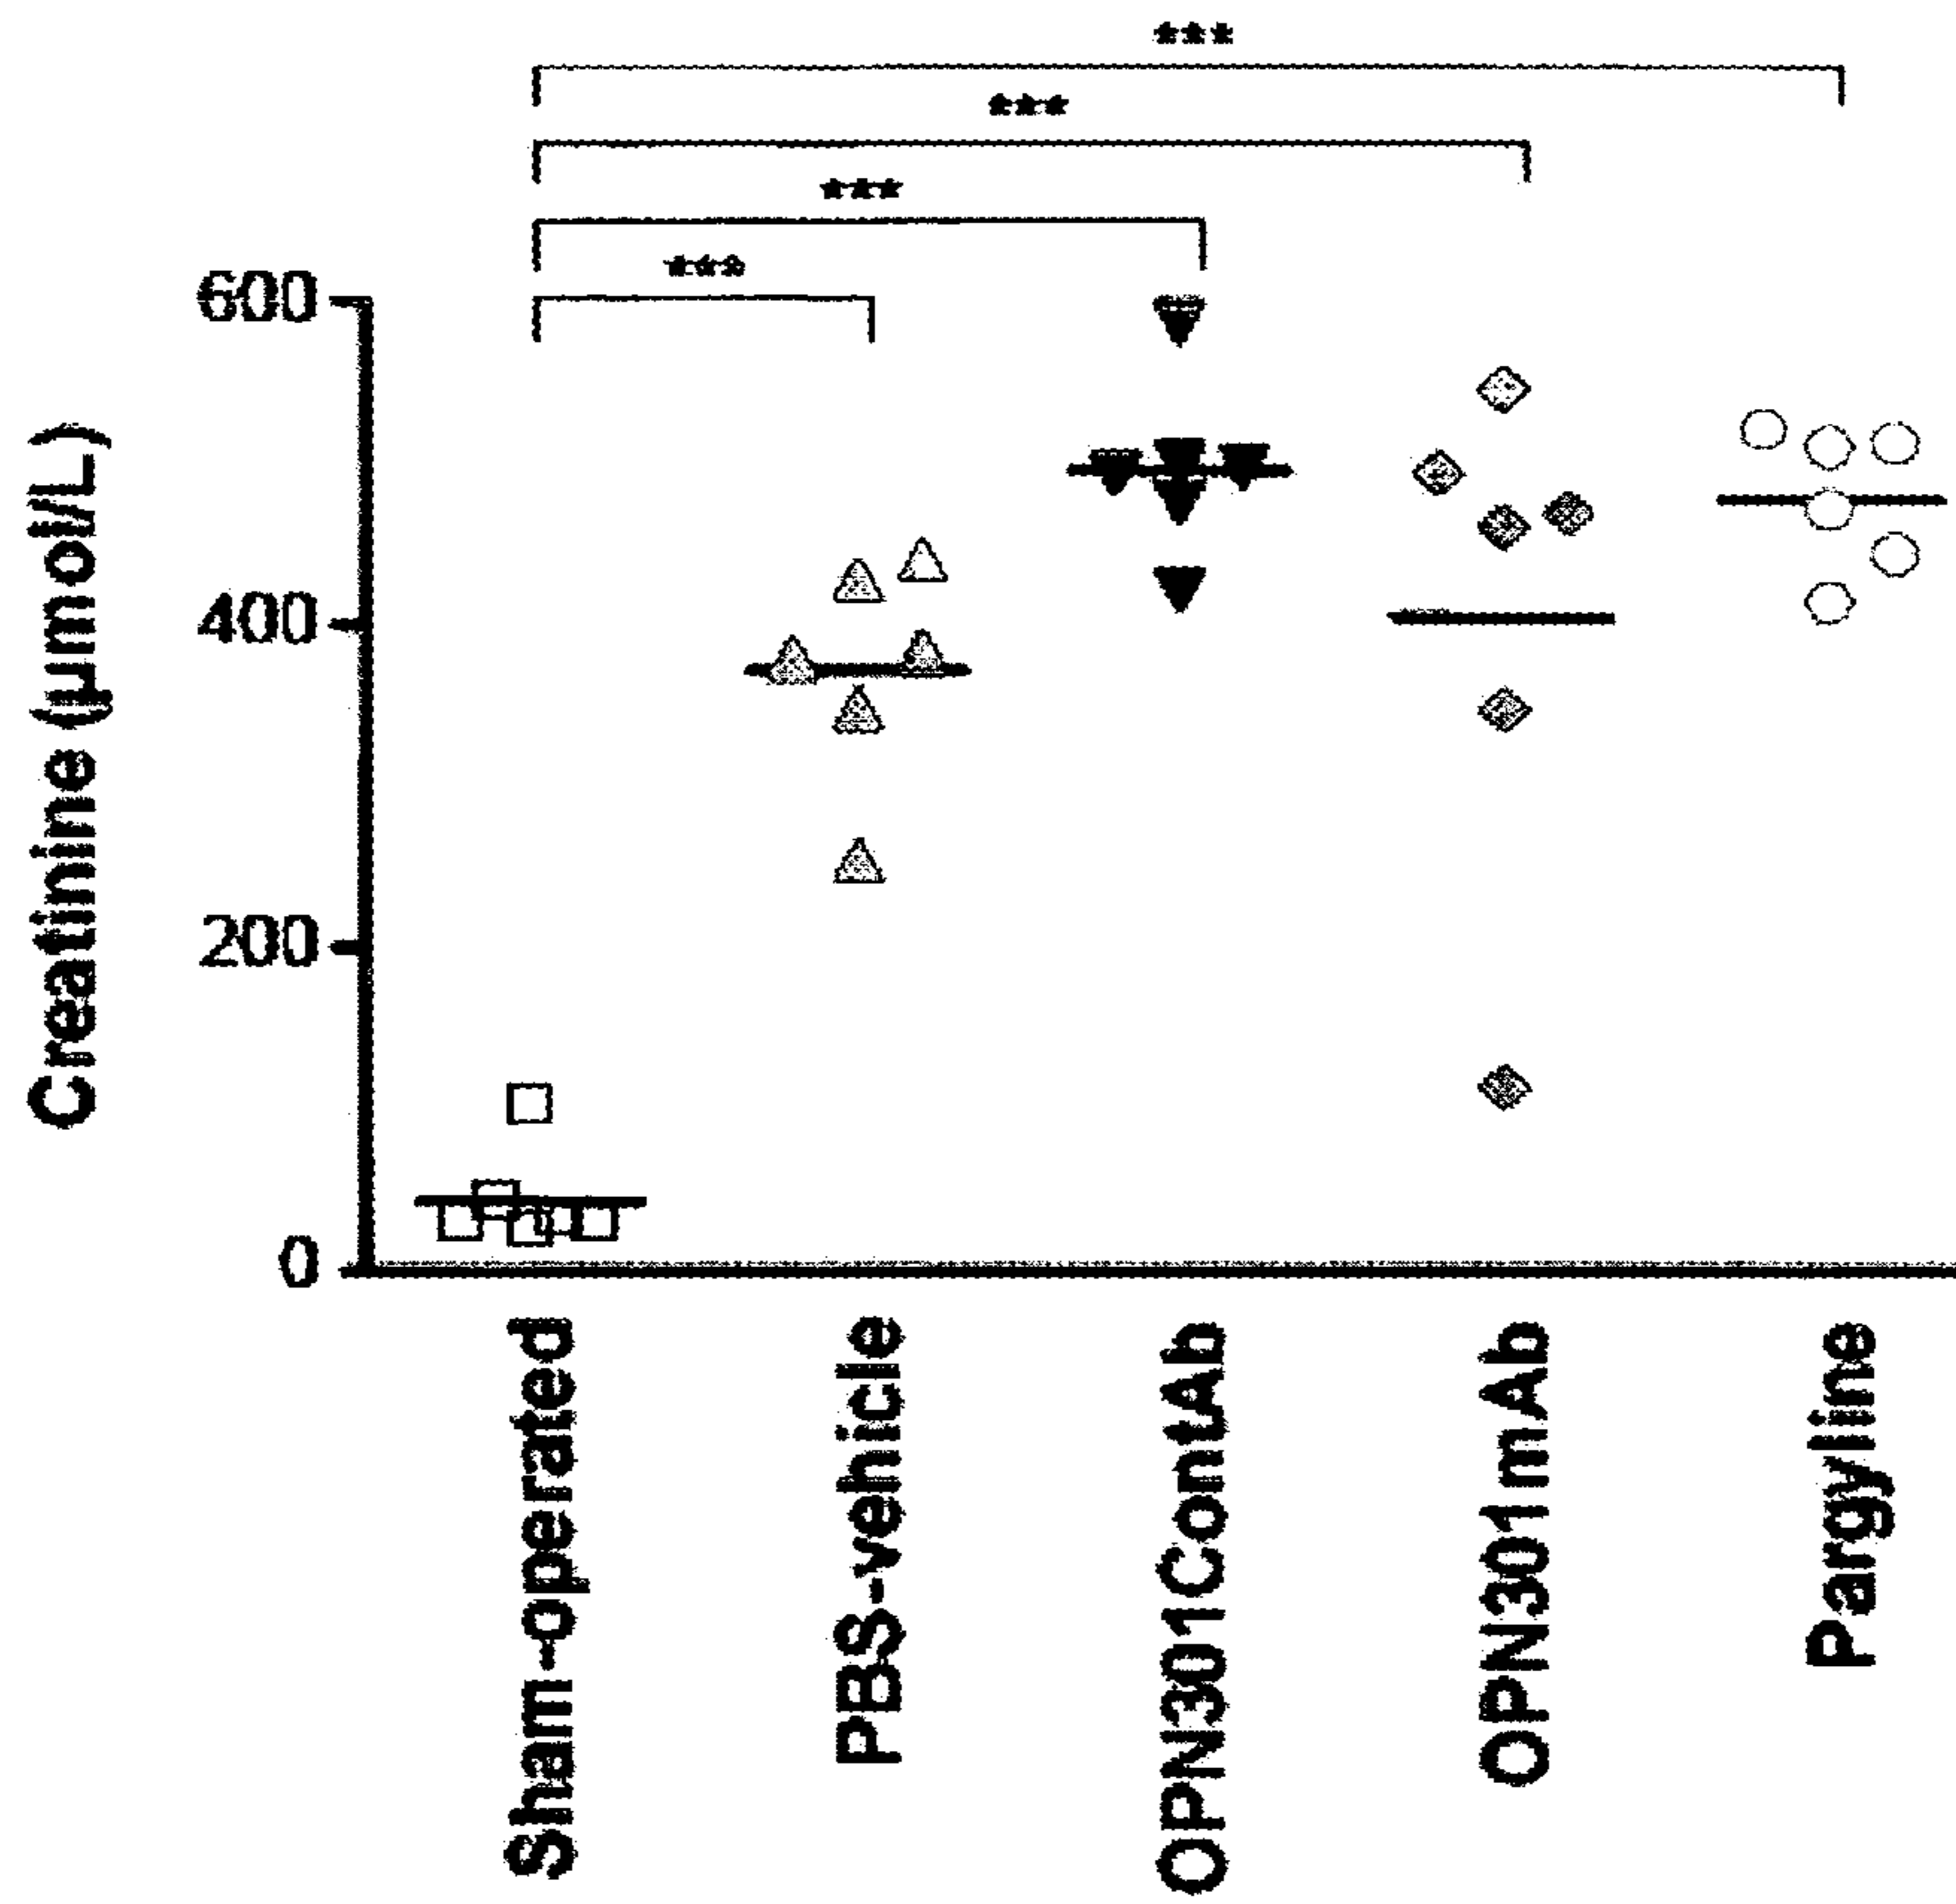 ***
***
***
***
600
400
200
0
Creatinine (µmol/L)
Sham-operated
PBS-vehicle
OPN301ContAb
OPN301mAb
Pargyline